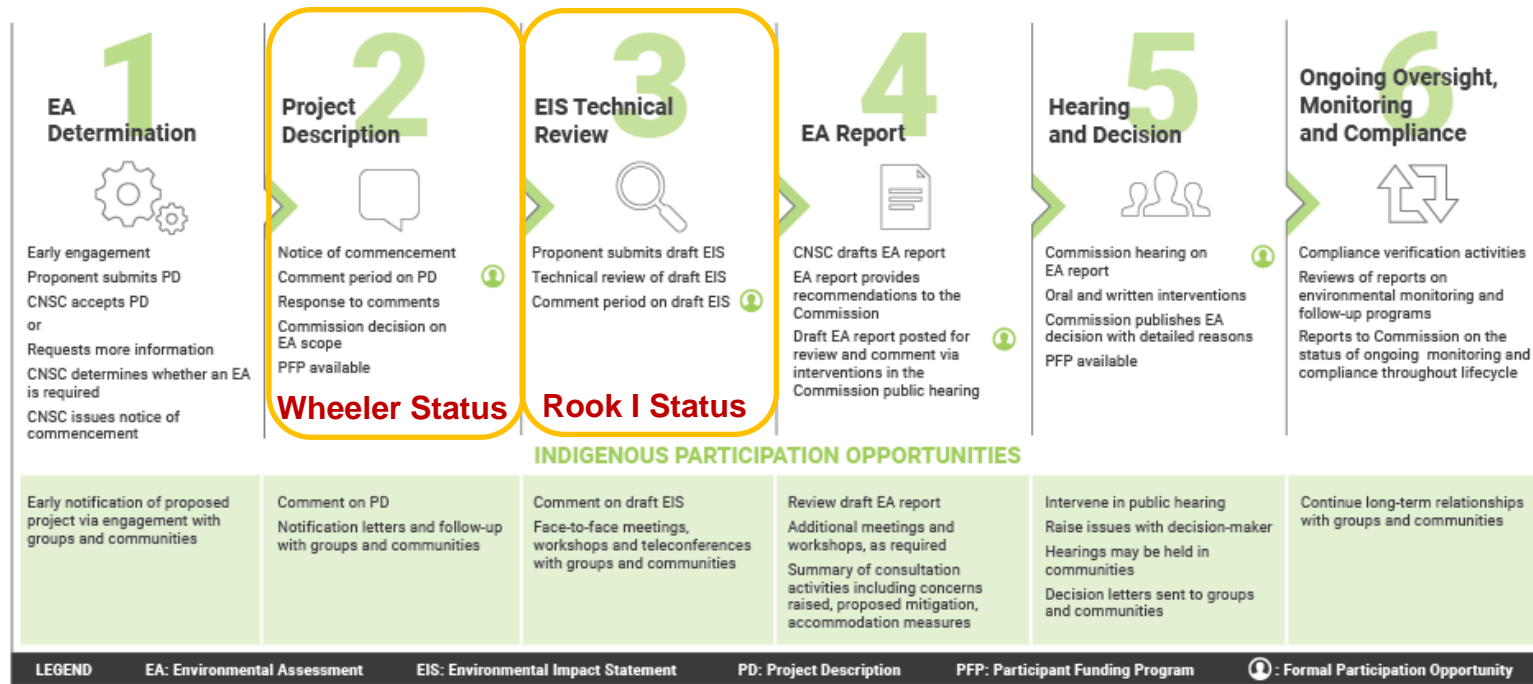 1
EA
Determination
Early engagement
Proponent submits PD
CNSC accepts PD
or
Requests more information
CNSC determines whether an EA
is required
CNSC issues notice of
commencement
2
Project
Description
Notice of commencement
Comment period on PD
Response to comments
Commission decision on
EA scope
PFP available
Wheeler Status
3
EIS Technical
Review
Proponent submits draft EIS
Technical review of draft EIS
Comment period on draft EIS
Rook I Status
4
EA Report
CNSC drafts EA report
EA report provides
recommendations to the
Commission
Draft EA report posted for
review and comment via
interventions in the
Commission public hearing
5
Hearing
and Decision
Commission hearing on
EA report
Oral and written interventions
Commission publishes EA
decision with detailed reasons
PFP available
6
Ongoing Oversight,
Monitoring
and Compliance
Compliance verification activities
Reviews of reports on
environmental monitoring and
follow-up programs
Reports to Commission on the
status of ongoing monitoring and
compliance throughout lifecycle
INDIGENOUS PARTICIPATION OPPORTUNITIES
Early notification of proposed
project via engagement with
groups and communities
Comment on PD
Notification letters and follow-up
with groups and communities
Comment on draft EIS
Face-to-face meetings,
workshops and teleconferences
with groups and communities
Review draft EA report
Additional meetings and
workshops, as required
Summary of consultation
activities including concerns
raised, proposed mitigation,
accommodation measures
Intervene in public hearing
Raise issues with decision-maker
Hearings may be held in
communities
Decision letters sent to groups
and communities
Continue long-term relationships
with groups and communities
LEGEND EA: Environmental Assessment EIS: Environmental Impact Statement PD: Project Description PFP: Participant Funding Program : Formal Participation Opportunity